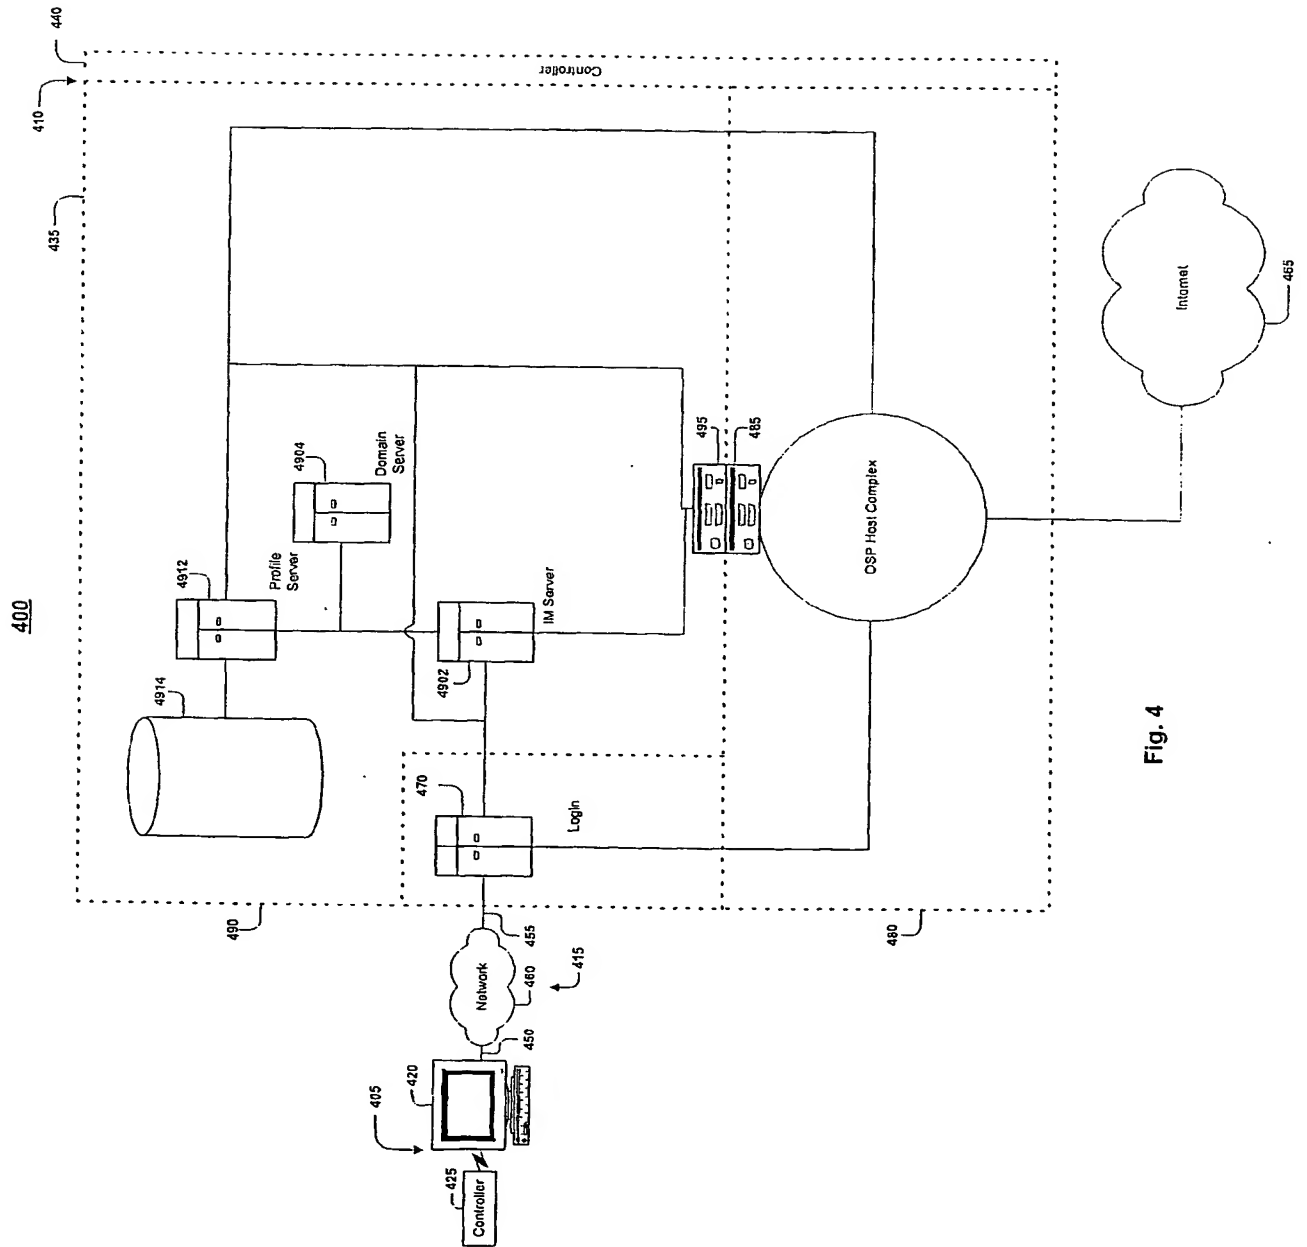 400
410
440
435
Controller
4912
Profile
Server
4904
Domain
Server
4914
4902
IM Server
495
485
OSP Host Complex
Internet
465
470
Login
490
480
455
Network
460
415
450
405
420
425
Controller
Fig. 4